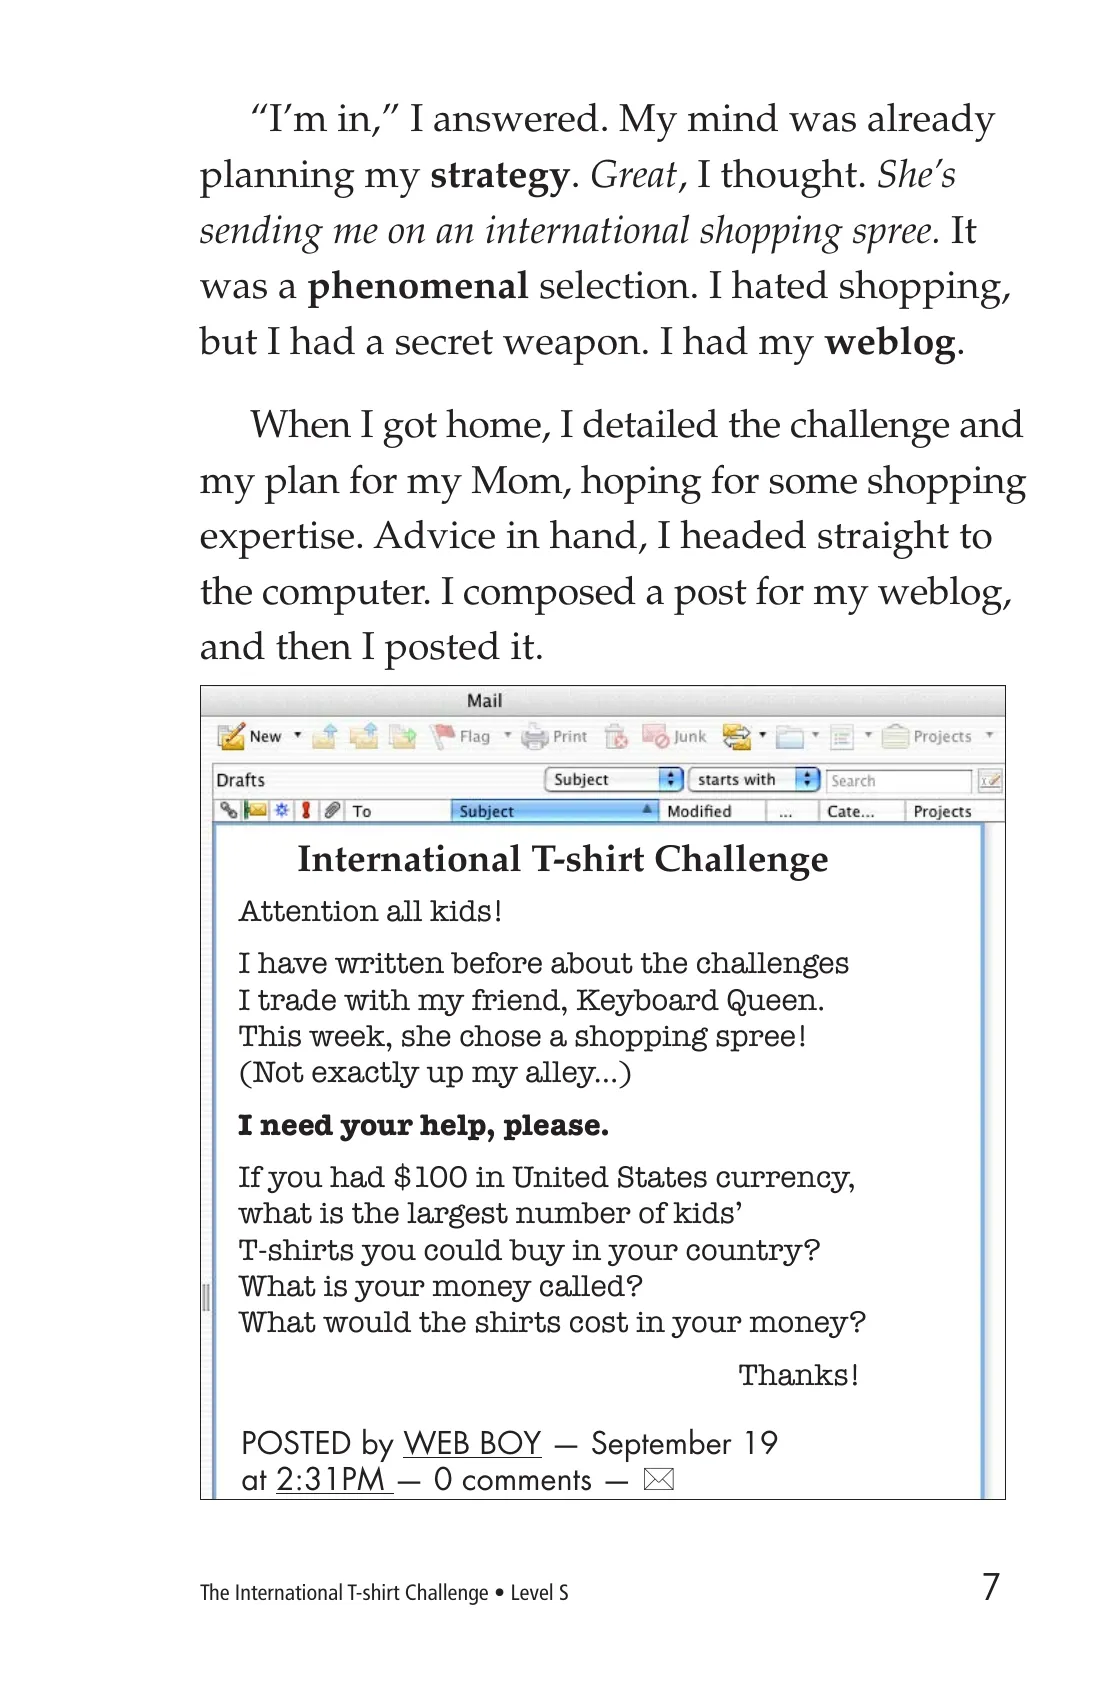 “I’m in,” I answered. My mind was already
planning my strategy. Great, I thought. She’s
sending me on an international shopping spree. It
was a phenomenal selection. I hated shopping,
but I had a secret weapon. I had my weblog.
When I got home, I detailed the challenge and
my plan for my Mom, hoping for some shopping
expertise. Advice in hand, I headed straight to
the computer. I composed a post for my weblog,
and then I posted it.
Mail
New Flag Print Junk Projects
Drafts Subject starts with Search
To Subject Modified ... Cate... Projects
International T-shirt Challenge
Attention all kids!
I have written before about the challenges
I trade with my friend, Keyboard Queen.
This week, she chose a shopping spree!
(Not exactly up my alley...)
I need your help, please.
If you had $100 in United States currency,
what is the largest number of kids’
T-shirts you could buy in your country?
What is your money called?
What would the shirts cost in your money?
Thanks!
POSTED by WEB BOY — September 19
at 2:31PM — 0 comments —
The International T-shirt Challenge • Level S 7